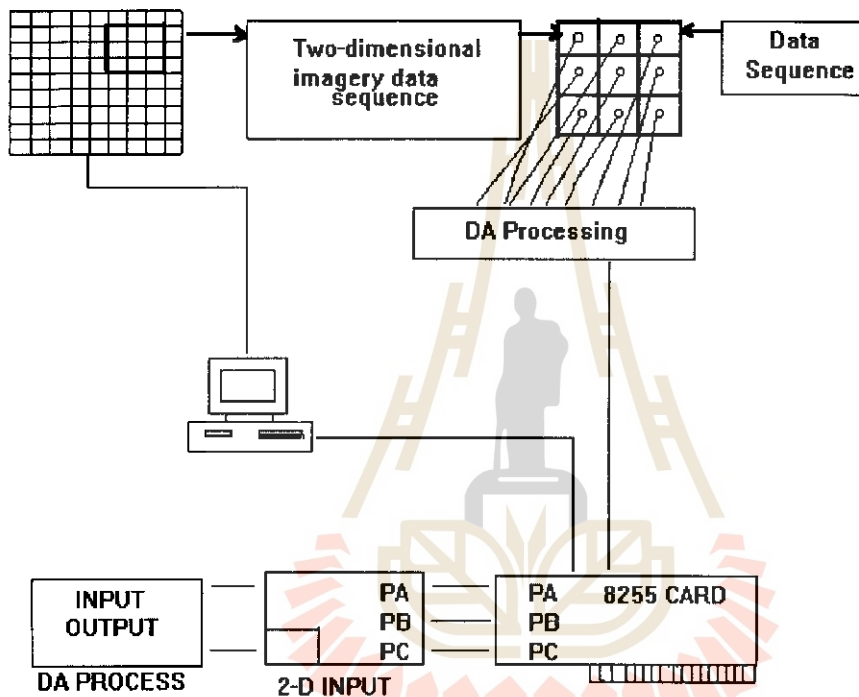 Two-dimensional
imagery data
sequence
Data
Sequence
DA Processing
INPUT
OUTPUT
DA PROCESS
PA
PB
PC
2-D INPUT
PA 8255 CARD
PB
PC